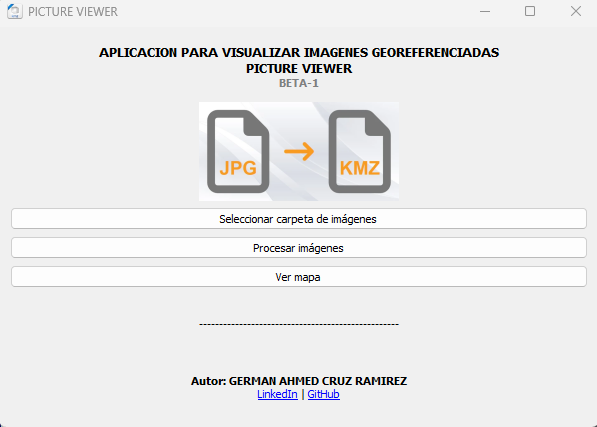 PICTURE VIEWER
APLICACION PARA VISUALIZAR IMAGENES GEOREFERENCIADAS
PICTURE VIEWER
BETA-1
JPG → KMZ
Seleccionar carpeta de imágenes
Procesar imágenes
Ver mapa
--------------------------------------------------
Autor: GERMAN AHMED CRUZ RAMIREZ
LinkedIn | GitHub